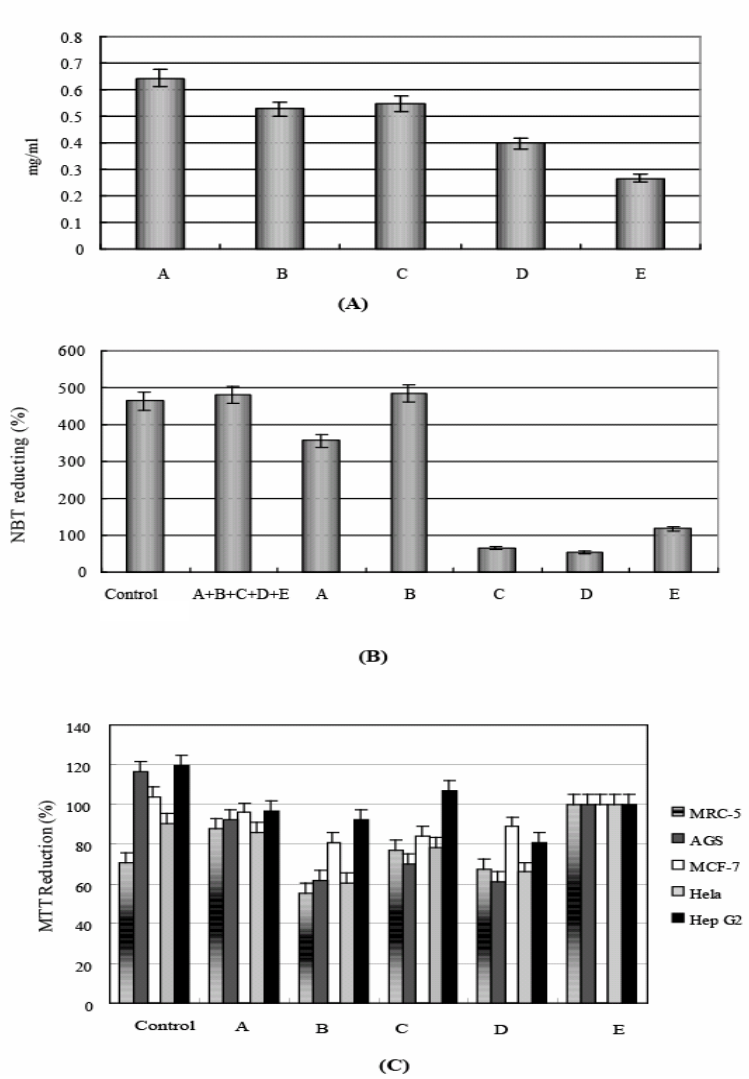 0.8
0.7
0.6
0.5
0.4
0.3
0.2
0.1
0
mg/ml
A B C D E
(A)
600
500
400
300
200
100
0
NBT reducting (%)
Control A+B+C+D+E A B C D E
(B)
140
120
100
80
60
40
20
0
MTT Reduction (%)
MRC-5
AGS
MCF-7
Hela
Hep G2
Control A B C D E
(C)